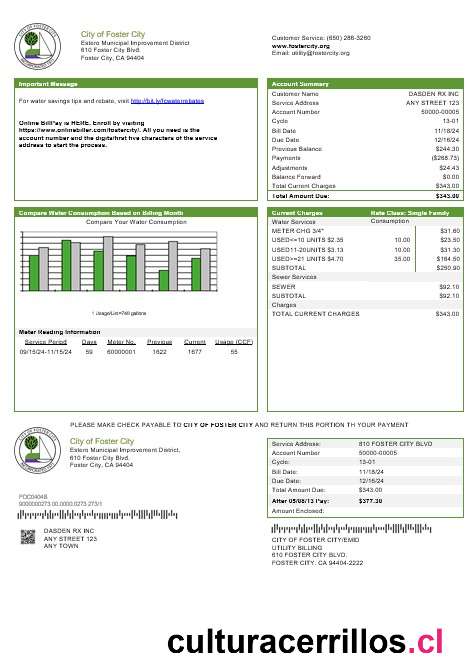 City of Foster City
Estero Municipal Improvement District
610 Foster City Blvd.
Foster City, CA 94404
Customer Service: (650) 286-3260
www.fostercity.org
Email: utility@fostercity.org
Important Message
For water savings tips and rebate, visit http://bit.ly/fcwaterrebates
Online BillPay is HERE. Enroll by visiting
https://www.onlinebiller.com/fostercity/. All you need is the
account number and the digits/first five characters of the service
address to start the process.
Account Summary
Customer Name DASDEN RX INC
Service Address ANY STREET 123
Account Number 50000-00005
Cycle 13-01
Bill Date 11/18/24
Due Date 12/16/24
Previous Balance $244.30
Payments ($268.73)
Adjustments $24.43
Balance Forward $0.00
Total Current Charges $343.00
Total Amount Due: $343.00
Compare Water Consumption Based on Billing Month
Compare Your Water Consumption
1 Usage/Unit=748 gallons
Meter Reading Information
Service Period Days Meter No. Previous Current Usage (CCF)
09/15/24-11/15/24 59 60000001 1622 1677 55
Current Charges Rate Class: Single Family
Water Services Consumption
METER CHG 3/4" $31.60
USED<=10 UNITS $2.35 10.00 $23.50
USED11-20UNITS $3.13 10.00 $31.30
USED>=21 UNITS $4.70 35.00 $164.50
SUBTOTAL $250.90
Sewer Services
SEWER $92.10
SUBTOTAL $92.10
Charges
TOTAL CURRENT CHARGES $343.00
PLEASE MAKE CHECK PAYABLE TO CITY OF FOSTER CITY AND RETURN THIS PORTION TH YOUR PAYMENT
City of Foster City
Estero Municipal Improvement District.
610 Foster City Blvd.
Foster City, CA 94404
Service Address: 810 FOSTER CITY BLVD
Account Number 50000-00005
Cycle: 13-01
Bill Date: 11/18/24
Due Date: 12/16/24
Total Amount Due: $343.00
After 05/08/13 Pay: $377.30
Amount Enclosed:
PDC04048
9000000273 00.0000.0273 273/1
DASDEN RX INC
ANY STREET 123
ANY TOWN
CITY OF FOSTER CITY/EMID
UTILITY BILLING
610 FOSTER CITY BLVD.
FOSTER CITY. CA 94404-2222
culturacerrillos.cl